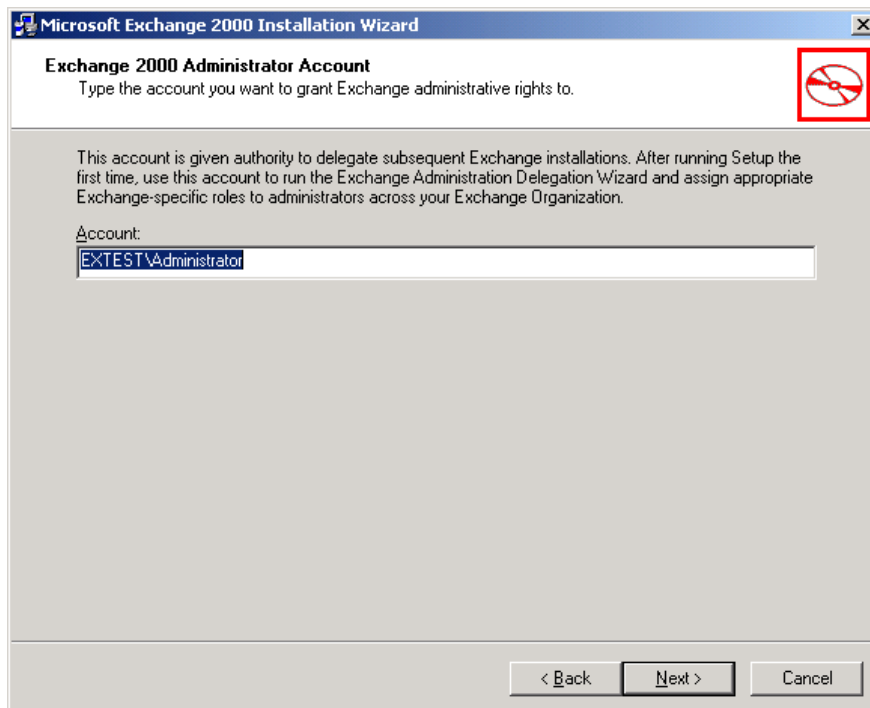 Microsoft Exchange 2000 Installation Wizard
Exchange 2000 Administrator Account
Type the account you want to grant Exchange administrative rights to.
This account is given authority to delegate subsequent Exchange installations. After running Setup the
first time, use this account to run the Exchange Administration Delegation Wizard and assign appropriate
Exchange-specific roles to administrators across your Exchange Organization.
Account:
EXTEST\Administrator
< Back Next > Cancel